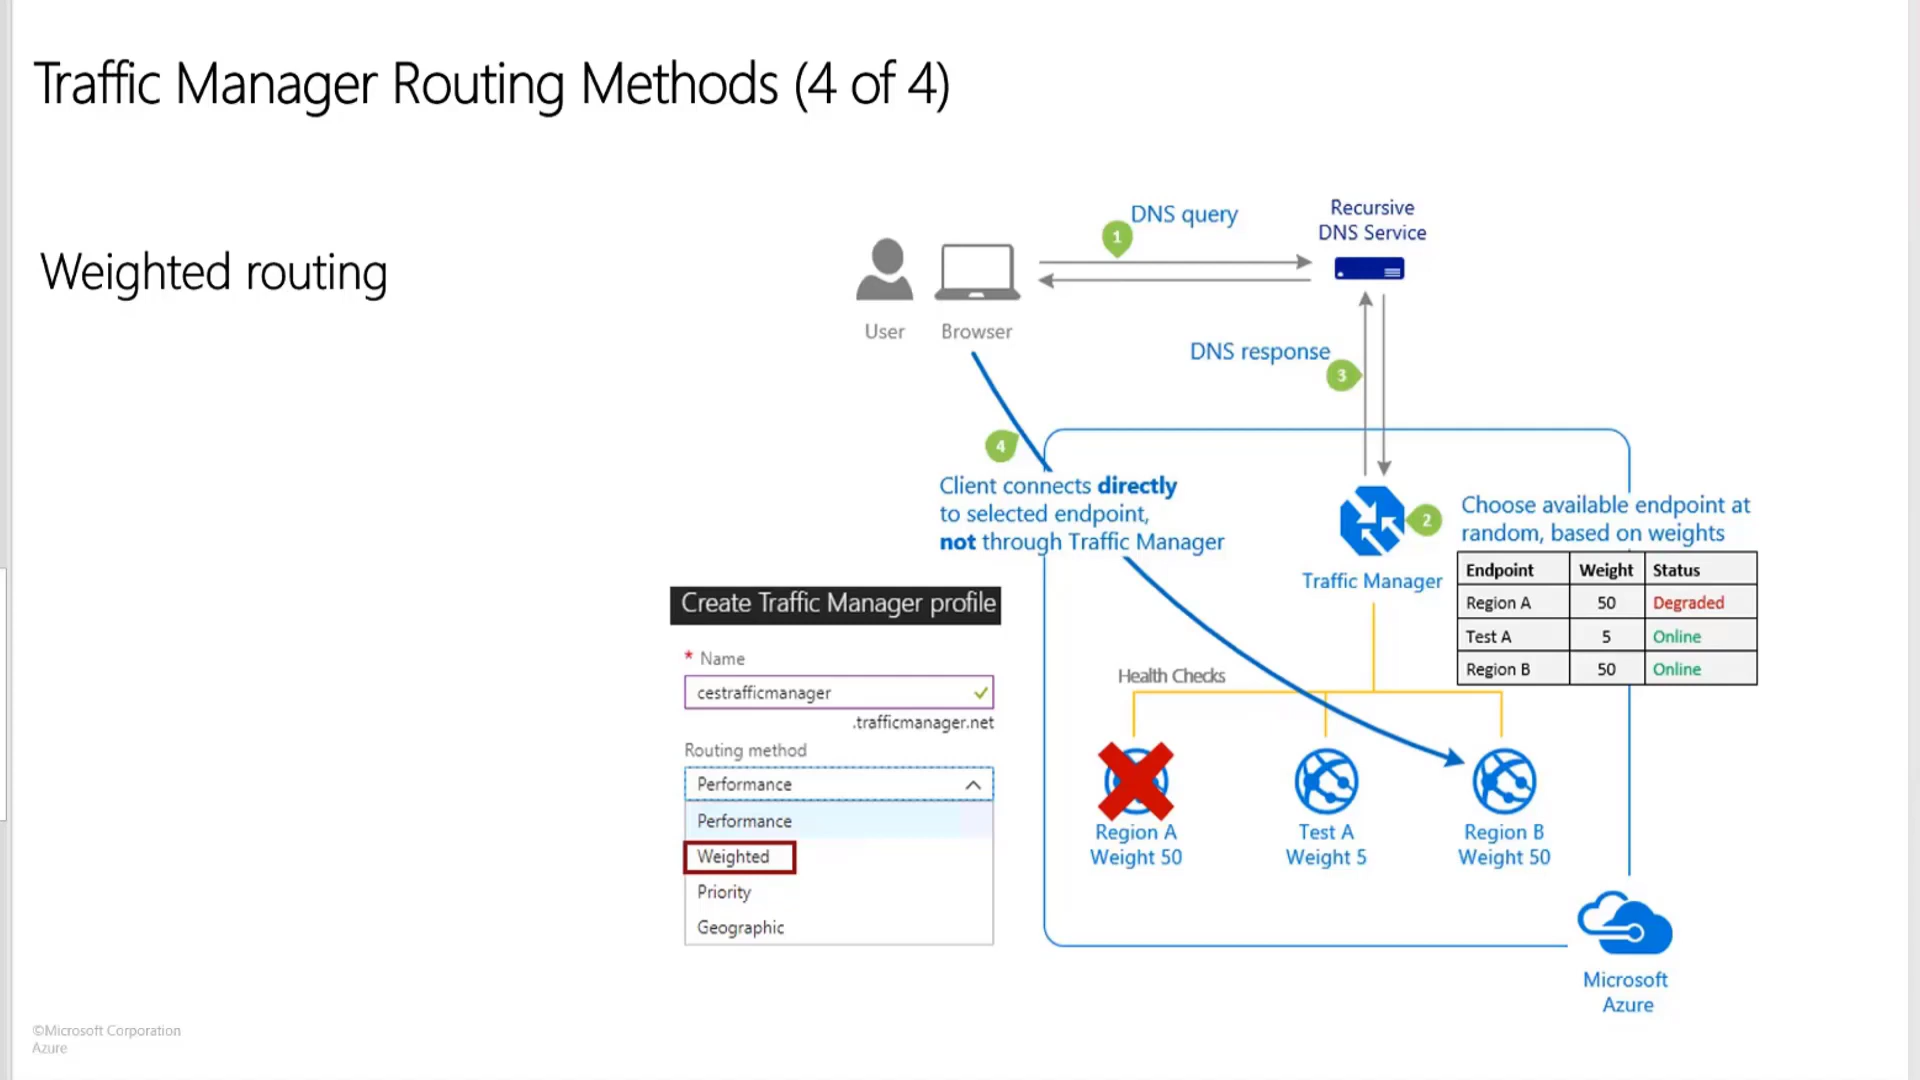 Traffic Manager Routing Methods (4 of 4)
Weighted routing
DNS query
1
Recursive
DNS Service
User
Browser
DNS response
3
4
Client connects directly
to selected endpoint,
not through Traffic Manager
2
Choose available endpoint at
random, based on weights
Traffic Manager
Endpoint Weight Status
Region A 50 Degraded
Test A 5 Online
Region B 50 Online
Create Traffic Manager profile
* Name
cestrafficmanager
.trafficmanager.net
Routing method
Performance
Performance
Weighted
Priority
Geographic
Health Checks
Region A
Weight 50
Test A
Weight 5
Region B
Weight 50
Microsoft
Azure
©Microsoft Corporation
Azure